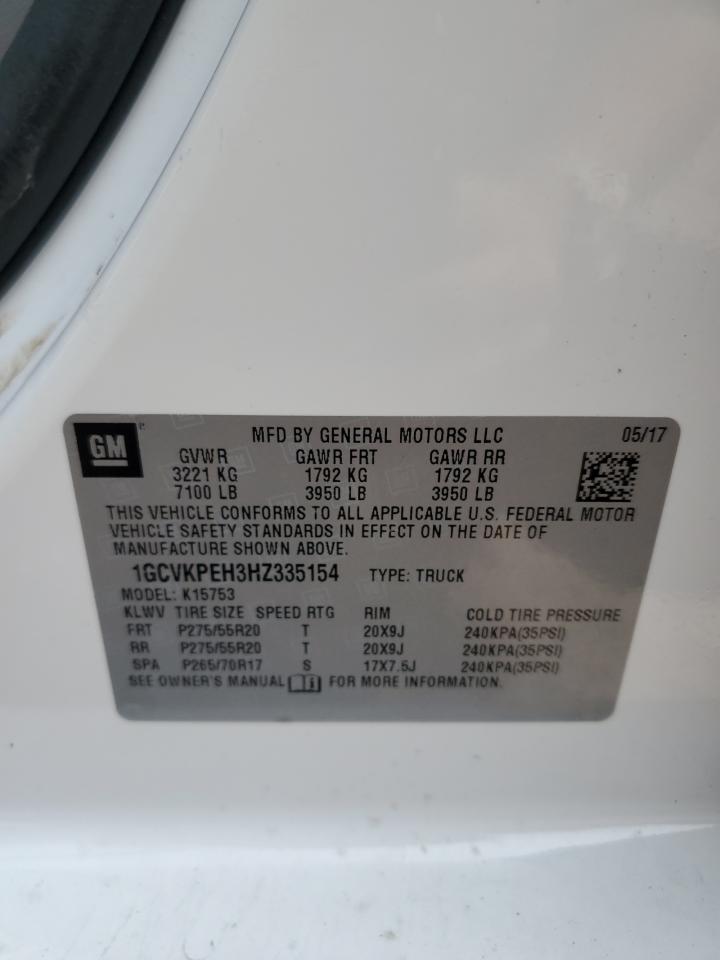 GM
MFD BY GENERAL MOTORS LLC 05/17
GVWR GAWR FRT GAWR RR
3221 KG 1792 KG 1792 KG
7100 LB 3950 LB 3950 LB
THIS VEHICLE CONFORMS TO ALL APPLICABLE U.S. FEDERAL MOTOR
VEHICLE SAFETY STANDARDS IN EFFECT ON THE DATE OF
MANUFACTURE SHOWN ABOVE.
1GCVKPEH3HZ335154 TYPE: TRUCK
MODEL: K15753
KLWV TIRE SIZE SPEED RTG RIM COLD TIRE PRESSURE
FRT P275/55R20 T 20X9J 240KPA(35PSI)
RR P275/55R20 T 20X9J 240KPA(35PSI)
SPA P265/70R17 S 17X7.5J 240KPA(35PSI)
SEE OWNER'S MANUAL FOR MORE INFORMATION.